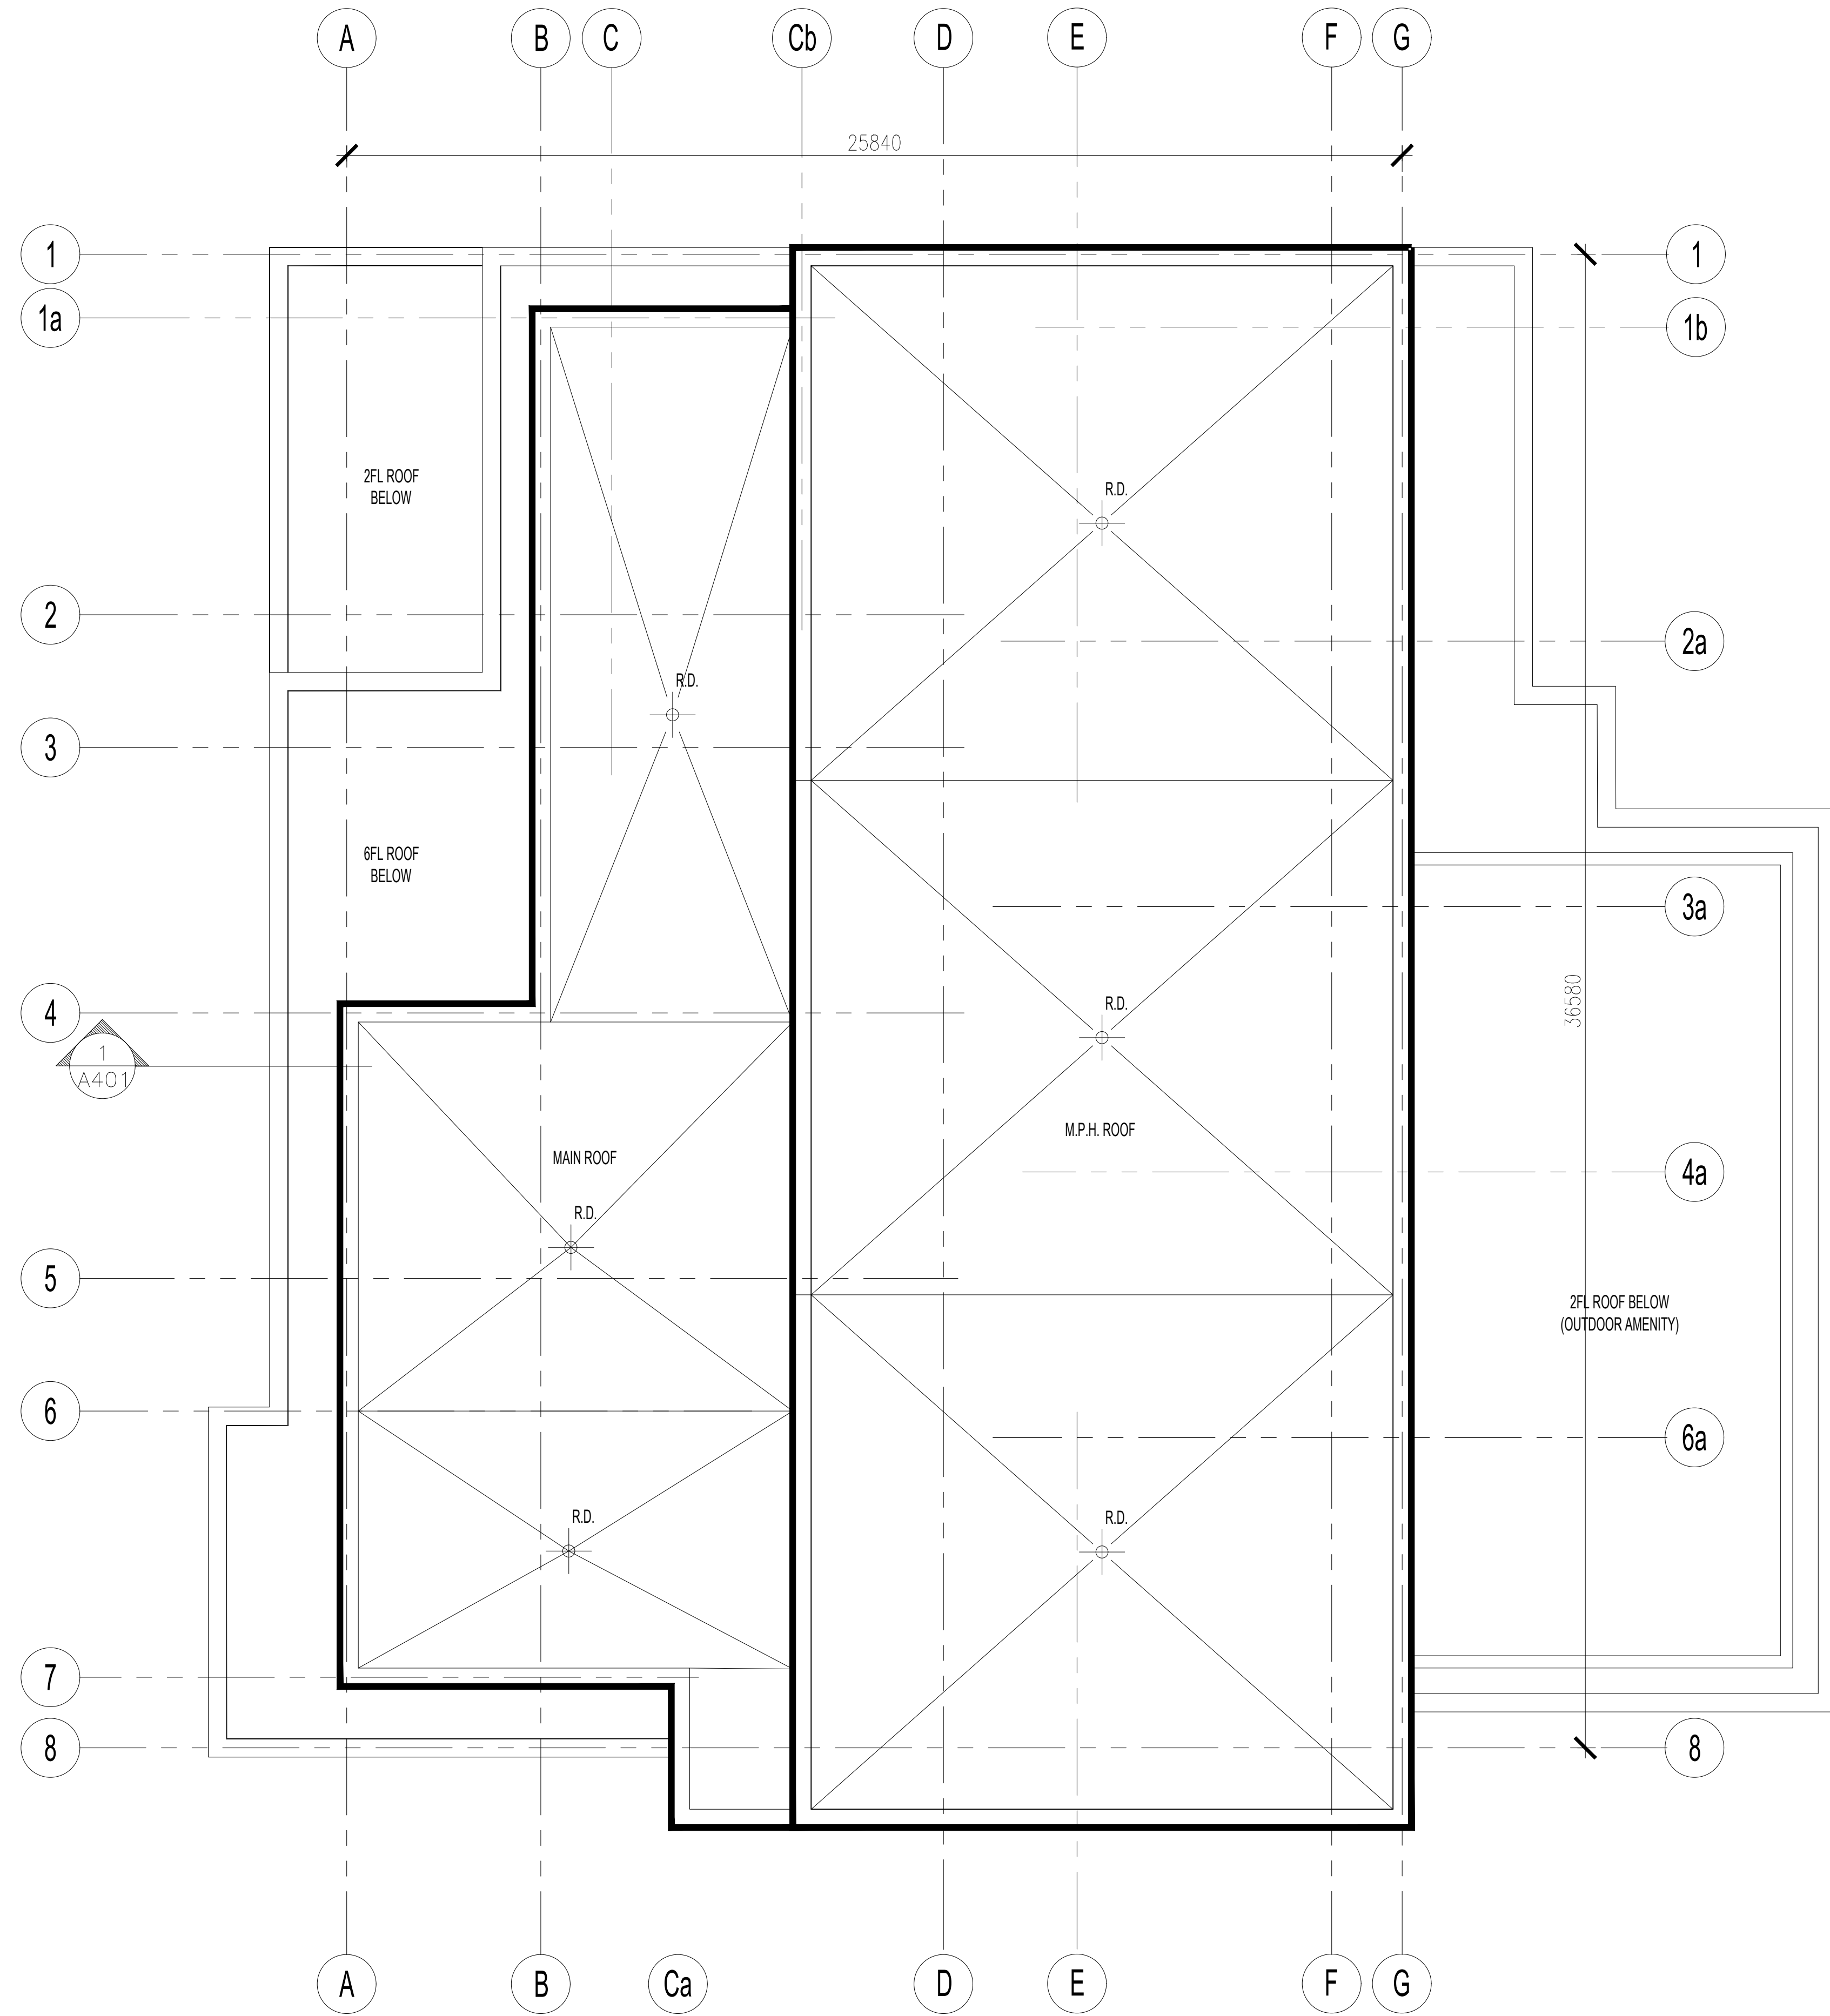 A B C Cb D E F G
25840
1 1
1a 1b
2FL ROOF
BELOW
R.D.
2 2a
R.D.
3
6FL ROOF
BELOW
3a
36580
4
R.D.
1
A401
M.P.H. ROOF
MAIN ROOF
4a
R.D.
5
2FL ROOF BELOW
(OUTDOOR AMENITY)
6 6a
R.D.
R.D.
7
8 8
A B Ca D E F G